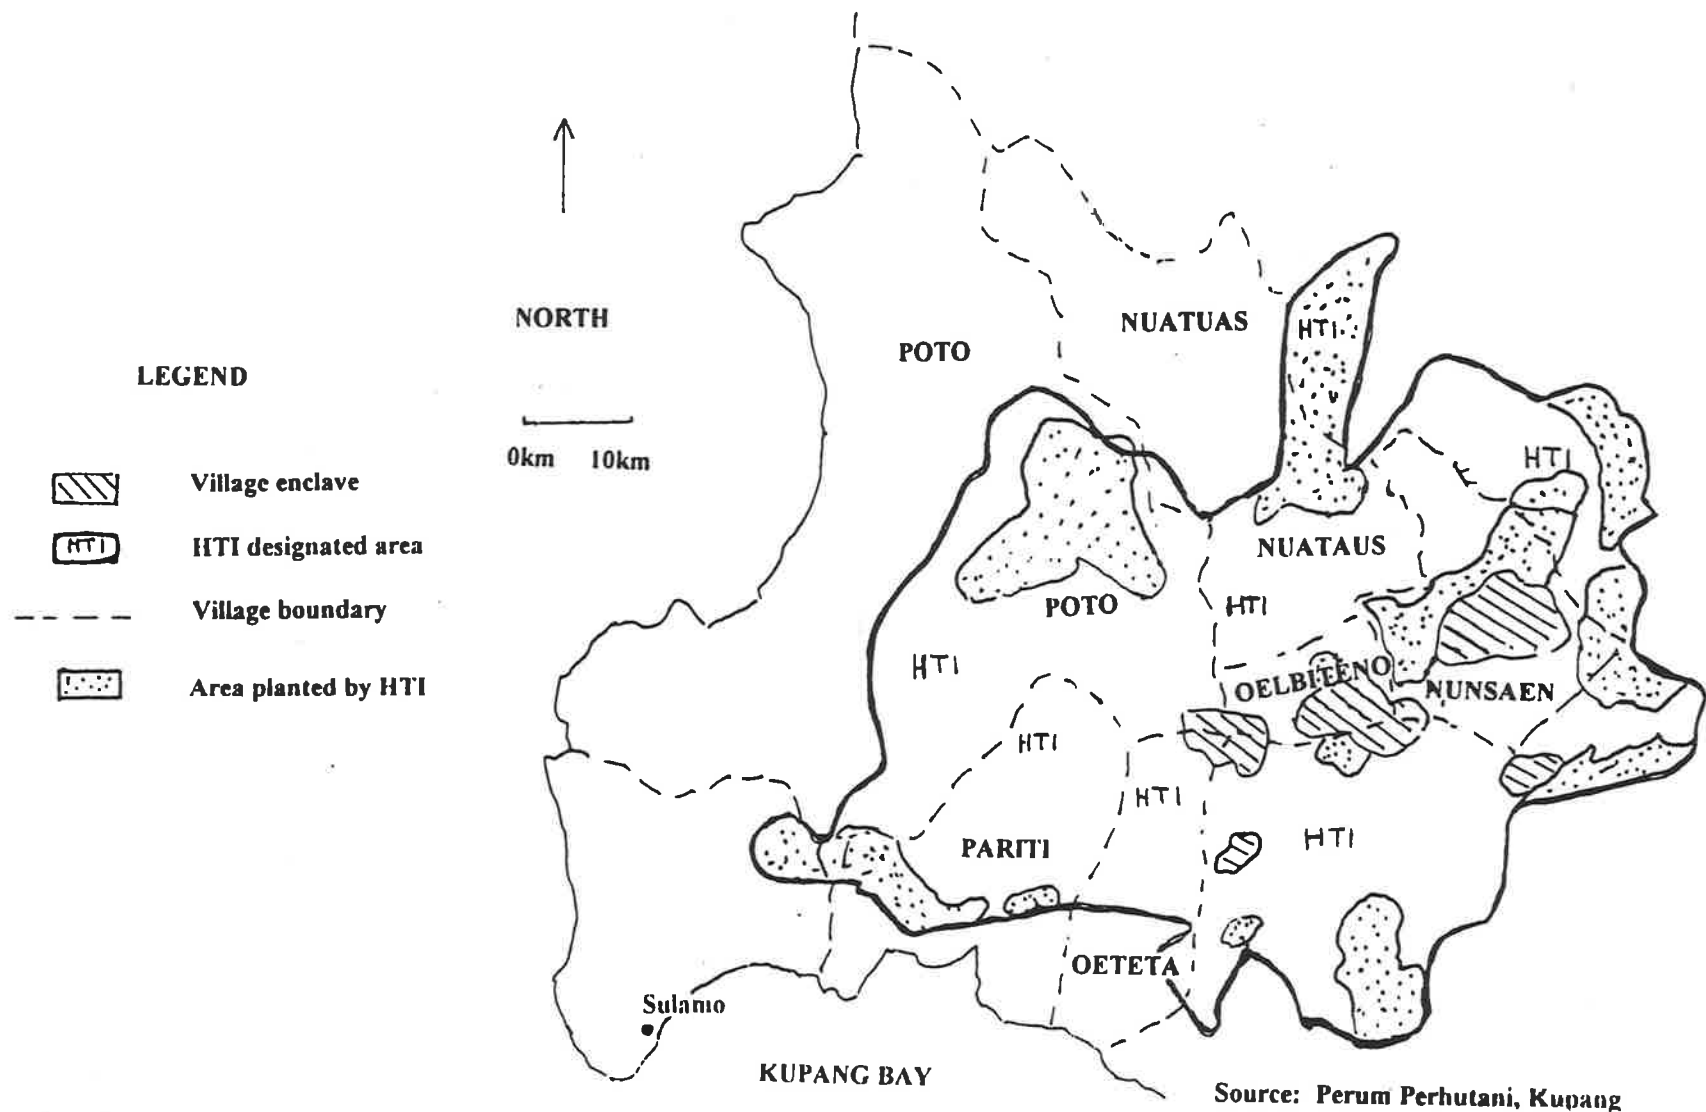 NORTH
LEGEND
0km 10km
Village enclave
HTI HTI designated area
Village boundary
Area planted by HTI
NUATUAS
POTO
HTI
HTI
NUATAUS
POTO
HTI
HTI
OELBITENO
NUNSAEN
HTI
HTI
HTI
PARITI
OETETA
Sulamo
KUPANG BAY
Source: Perum Perhutani, Kupang